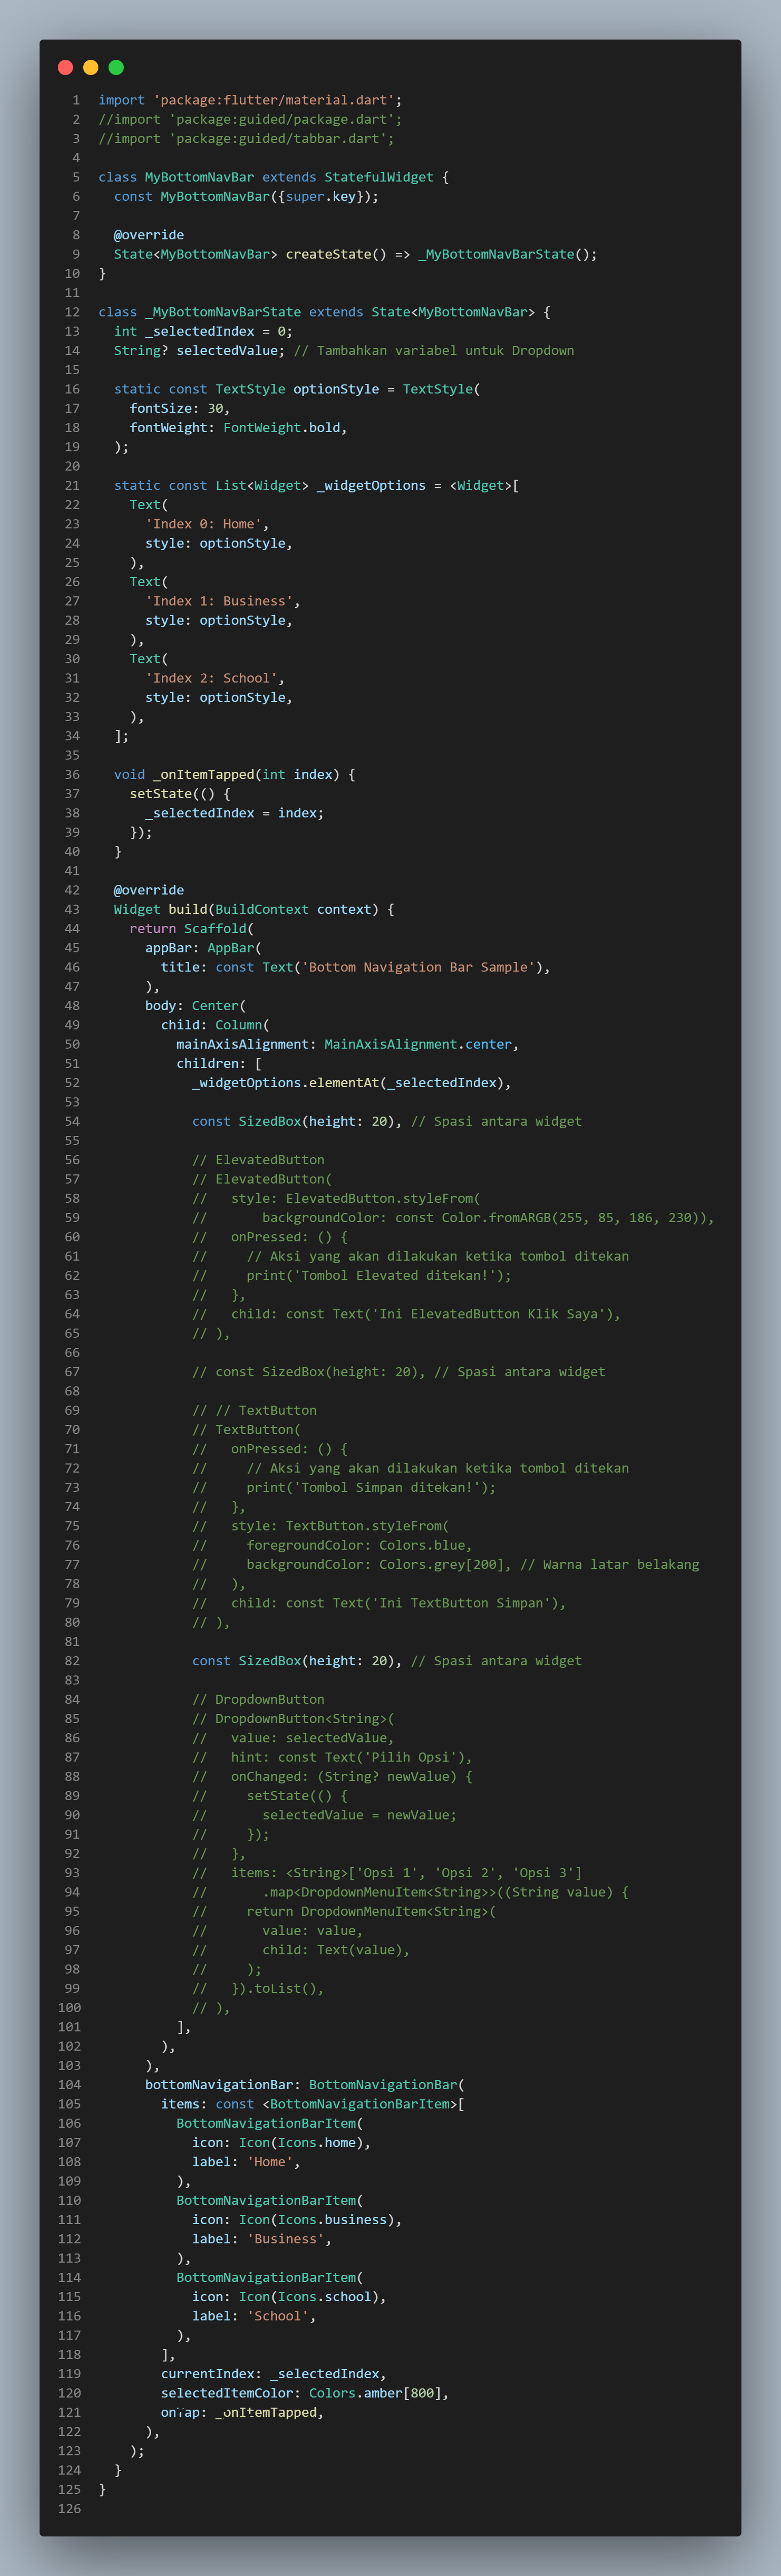 1 import 'package:flutter/material.dart';
2 //import 'package:guided/package.dart';
3 //import 'package:guided/tabbar.dart';
4
5 class MyBottomNavBar extends StatefulWidget {
6   const MyBottomNavBar({super.key});
7
8   @override
9   State<MyBottomNavBar> createState() => _MyBottomNavBarState();
10 }
11
12 class _MyBottomNavBarState extends State<MyBottomNavBar> {
13   int _selectedIndex = 0;
14   String? selectedValue; // Tambahkan variabel untuk Dropdown
15
16   static const TextStyle optionStyle = TextStyle(
17     fontSize: 30,
18     fontWeight: FontWeight.bold,
19   );
20
21   static const List<Widget> _widgetOptions = <Widget>[
22     Text(
23       'Index 0: Home',
24       style: optionStyle,
25     ),
26     Text(
27       'Index 1: Business',
28       style: optionStyle,
29     ),
30     Text(
31       'Index 2: School',
32       style: optionStyle,
33     ),
34   ];
35
36   void _onItemTapped(int index) {
37     setState(() {
38       _selectedIndex = index;
39     });
40   }
41
42   @override
43   Widget build(BuildContext context) {
44     return Scaffold(
45       appBar: AppBar(
46         title: const Text('Bottom Navigation Bar Sample'),
47       ),
48       body: Center(
49         child: Column(
50           mainAxisAlignment: MainAxisAlignment.center,
51           children: [
52             _widgetOptions.elementAt(_selectedIndex),
53
54             const SizedBox(height: 20), // Spasi antara widget
55
56             // ElevatedButton
57             // ElevatedButton(
58             //   style: ElevatedButton.styleFrom(
59             //       backgroundColor: const Color.fromARGB(255, 85, 186, 230)),
60             //   onPressed: () {
61             //     // Aksi yang akan dilakukan ketika tombol ditekan
62             //     print('Tombol Elevated ditekan!');
63             //   },
64             //   child: const Text('Ini ElevatedButton Klik Saya'),
65             // ),
66
67             // const SizedBox(height: 20), // Spasi antara widget
68
69             // // TextButton
70             // TextButton(
71             //   onPressed: () {
72             //     // Aksi yang akan dilakukan ketika tombol ditekan
73             //     print('Tombol Simpan ditekan!');
74             //   },
75             //   style: TextButton.styleFrom(
76             //     foregroundColor: Colors.blue,
77             //     backgroundColor: Colors.grey[200], // Warna latar belakang
78             //   ),
79             //   child: const Text('Ini TextButton Simpan'),
80             // ),
81
82             const SizedBox(height: 20), // Spasi antara widget
83
84             // DropdownButton
85             // DropdownButton<String>(
86             //   value: selectedValue,
87             //   hint: const Text('Pilih Opsi'),
88             //   onChanged: (String? newValue) {
89             //     setState(() {
90             //       selectedValue = newValue;
91             //     });
92             //   },
93             //   items: <String>['Opsi 1', 'Opsi 2', 'Opsi 3']
94             //       .map<DropdownMenuItem<String>>((String value) {
95             //     return DropdownMenuItem<String>(
96             //       value: value,
97             //       child: Text(value),
98             //     );
99             //   }).toList(),
100             // ),
101           ],
102         ),
103       ),
104       bottomNavigationBar: BottomNavigationBar(
105         items: const <BottomNavigationBarItem>[
106           BottomNavigationBarItem(
107             icon: Icon(Icons.home),
108             label: 'Home',
109           ),
110           BottomNavigationBarItem(
111             icon: Icon(Icons.business),
112             label: 'Business',
113           ),
114           BottomNavigationBarItem(
115             icon: Icon(Icons.school),
116             label: 'School',
117           ),
118         ],
119         currentIndex: _selectedIndex,
120         selectedItemColor: Colors.amber[800],
121         onTap: _onItemTapped,
122       ),
123     );
124   }
125 }
126